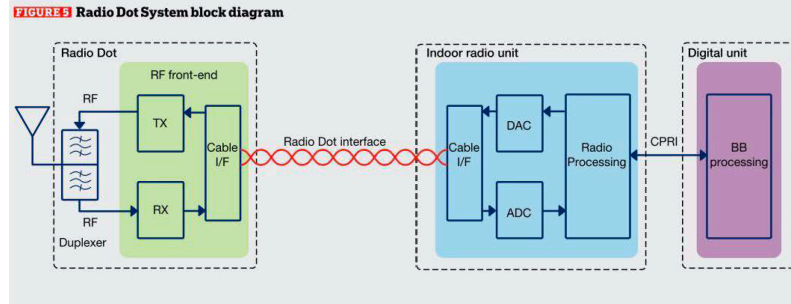 FIGURE 5 Radio Dot System block diagram
Radio Dot
RF front-end
RF
TX
Cable
I/F
RX
RF
Duplexer
Radio Dot interface
Indoor radio unit
Cable
I/F
DAC
ADC
Radio
Processing
CPRI
Digital unit
BB
processing